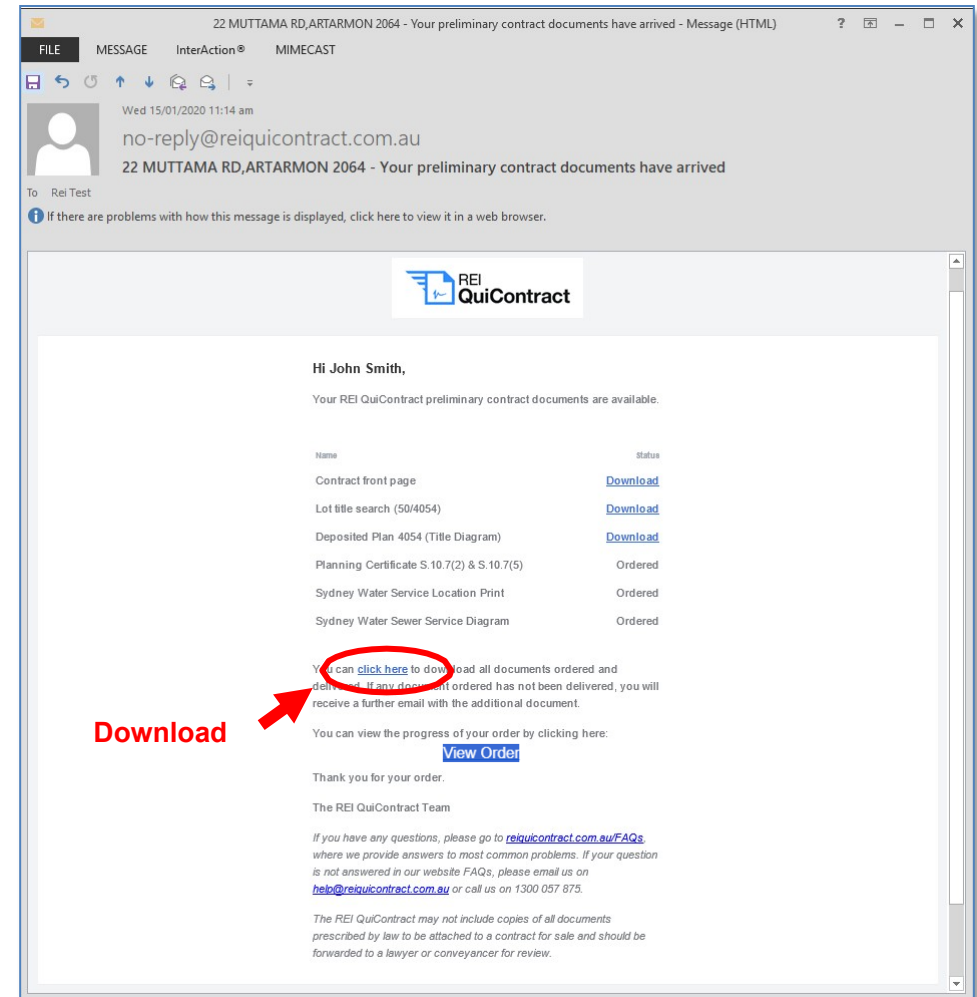 22 MUTTAMA RD,ARTARMON 2064 - Your preliminary contract documents have arrived - Message (HTML)
FILE MESSAGE InterAction® MIMECAST
Wed 15/01/2020 11:14 am
no-reply@reiquicontract.com.au
22 MUTTAMA RD,ARTARMON 2064 - Your preliminary contract documents have arrived
To Rei Test
If there are problems with how this message is displayed, click here to view it in a web browser.
REI
QuiContract
Hi John Smith,
Your REI QuiContract preliminary contract documents are available.
Name Status
Contract front page Download
Lot title search (50/4054) Download
Deposited Plan 4054 (Title Diagram) Download
Planning Certificate S.10.7(2) & S.10.7(5) Ordered
Sydney Water Service Location Print Ordered
Sydney Water Sewer Service Diagram Ordered
You can click here to download all documents ordered and
delivered. If any document ordered has not been delivered, you will
receive a further email with the additional document.
Download
You can view the progress of your order by clicking here:
View Order
Thank you for your order.
The REI QuiContract Team
If you have any questions, please go to reiquicontract.com.au/FAQs,
where we provide answers to most common problems. If your question
is not answered in our website FAQs, please email us on
help@reiquicontract.com.au or call us on 1300 057 875.
The REI QuiContract may not include copies of all documents
prescribed by law to be attached to a contract for sale and should be
forwarded to a lawyer or conveyancer for review.